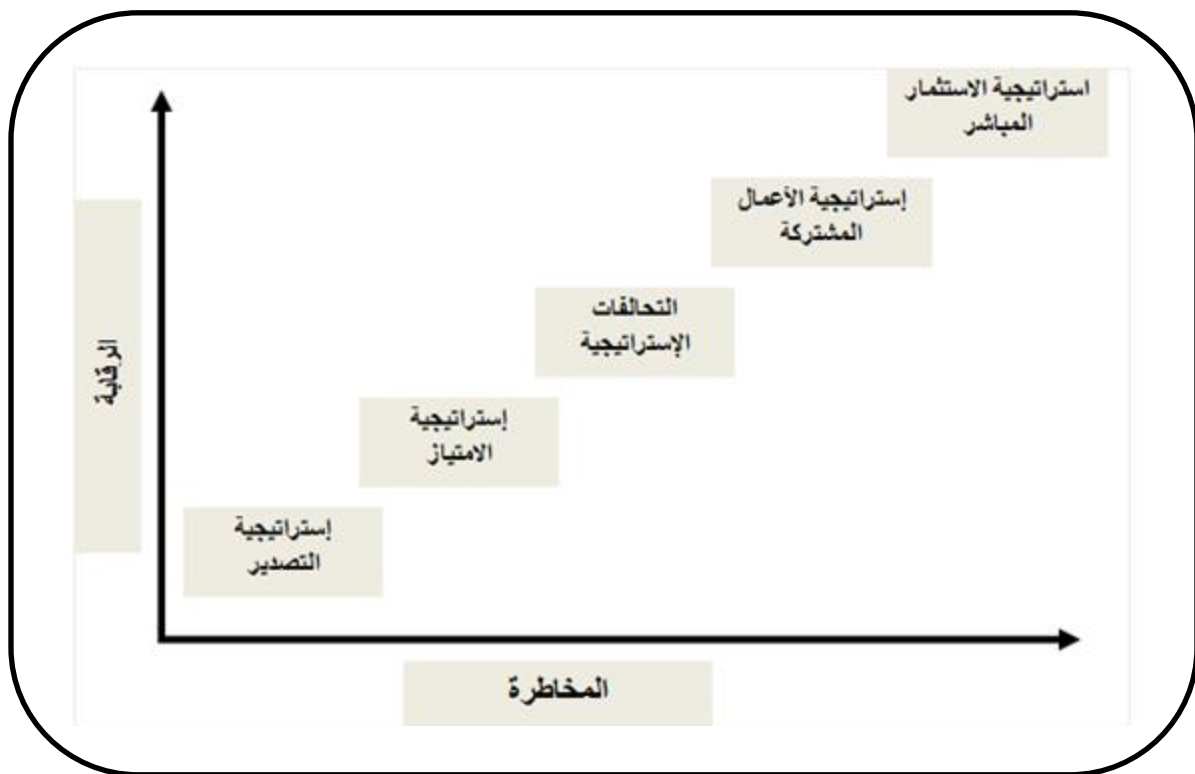 استراتيجية الاستثمار
المباشر
إستراتيجية الأعمال
المشتركة
التحالفات
الإستراتيجية
الرقابة
إستراتيجية
الامتياز
إستراتيجية
التصدير
المخاطرة